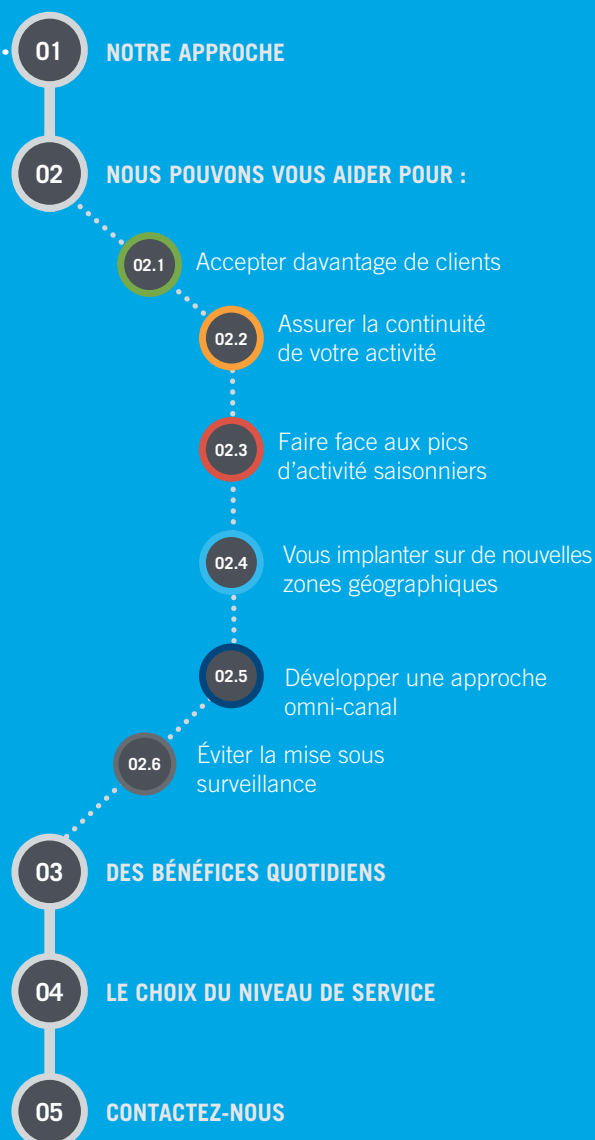 01 NOTRE APPROCHE
02 NOUS POUVONS VOUS AIDER POUR :
02.1 Accepter davantage de clients
02.2 Assurer la continuité
de votre activité
02.3 Faire face aux pics
d’activité saisonniers
02.4 Vous implanter sur de nouvelles
zones géographiques
02.5 Développer une approche
omni-canal
02.6 Éviter la mise sous
surveillance
03 DES BÉNÉFICES QUOTIDIENS
04 LE CHOIX DU NIVEAU DE SERVICE
05 CONTACTEZ-NOUS